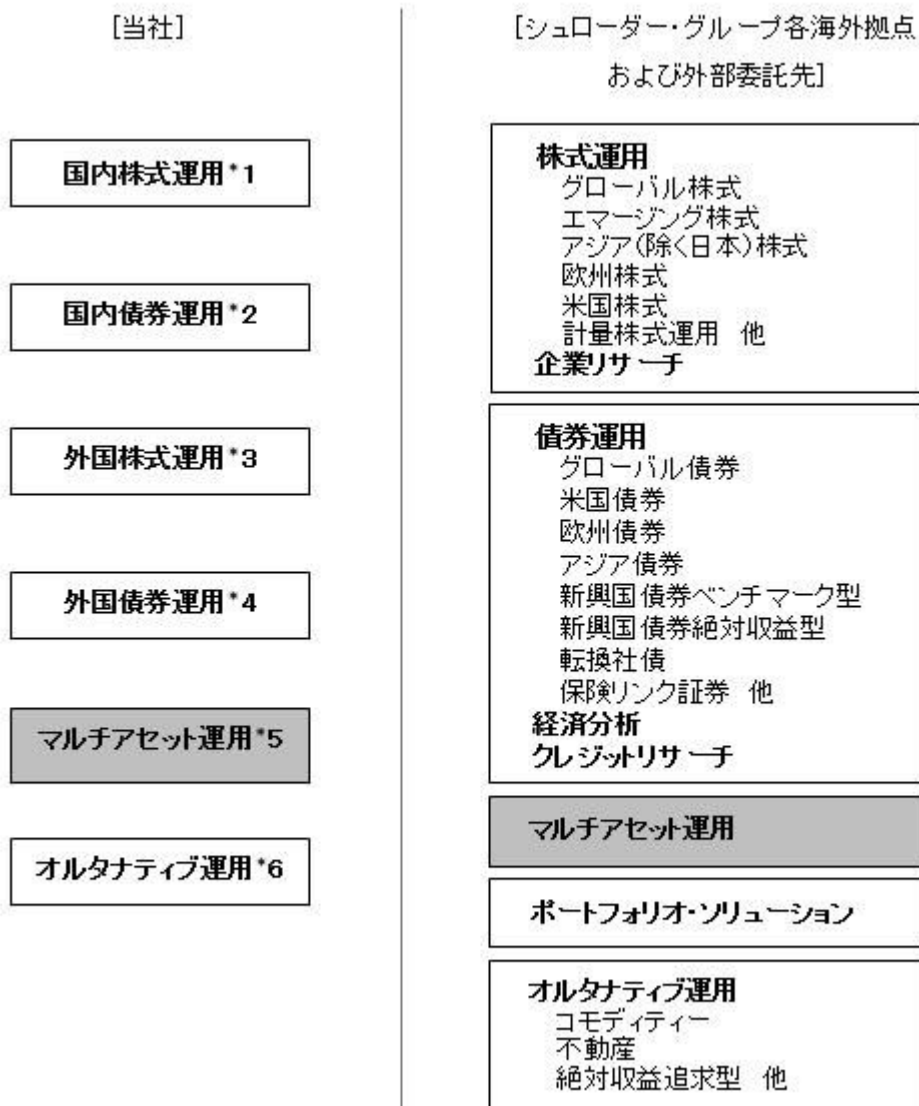 [当社]
国内株式運用*1
国内債券運用*2
外国株式運用*3
外国債券運用*4
マルチアセット運用*5
オルタナティブ運用*6
[シュローダー・グループ各海外拠点
および外部委託先]
株式運用
グローバル株式
エマージング株式
アジア(除く日本)株式
欧州株式
米国株式
計量株式運用 他
企業リサーチ
債券運用
グローバル債券
米国債券
欧州債券
アジア債券
新興国債券ベンチマーク型
新興国債券絶対収益型
転換社債
保険リンク証券 他
経済分析
クレジットリサーチ
マルチアセット運用
ポートフォリオ・ソリューション
オルタナティブ運用
コモディティー
不動産
絶対収益追求型 他